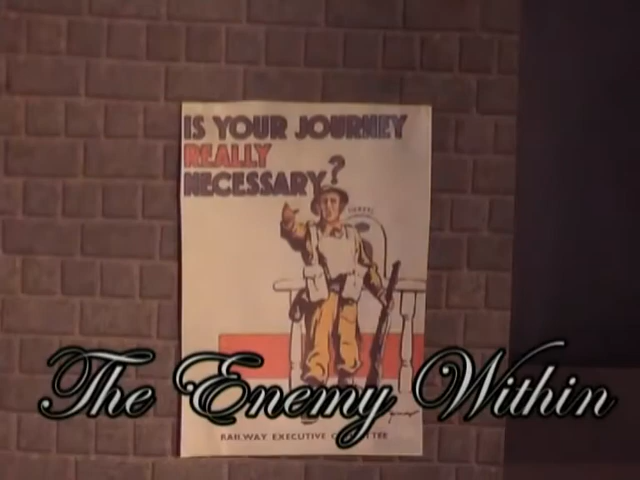 IS YOUR JOURNEY
REALLY
NECESSARY?
The Enemy Within
RAILWAY EXECUTIVE